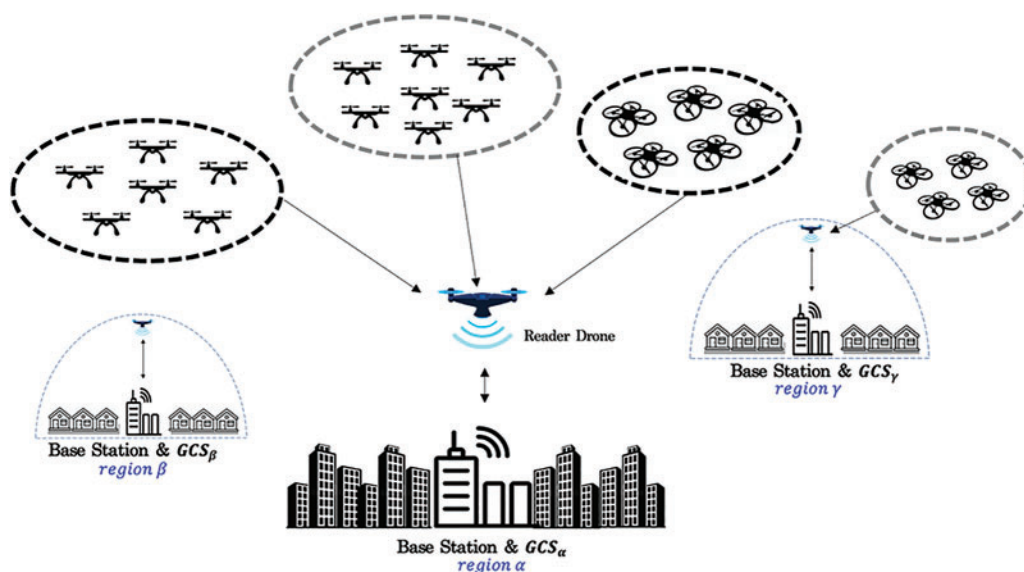 Reader Drone
Base Station & GCSᵧ
region γ
Base Station & GCSᵦ
region β
Base Station & GCSα
region α